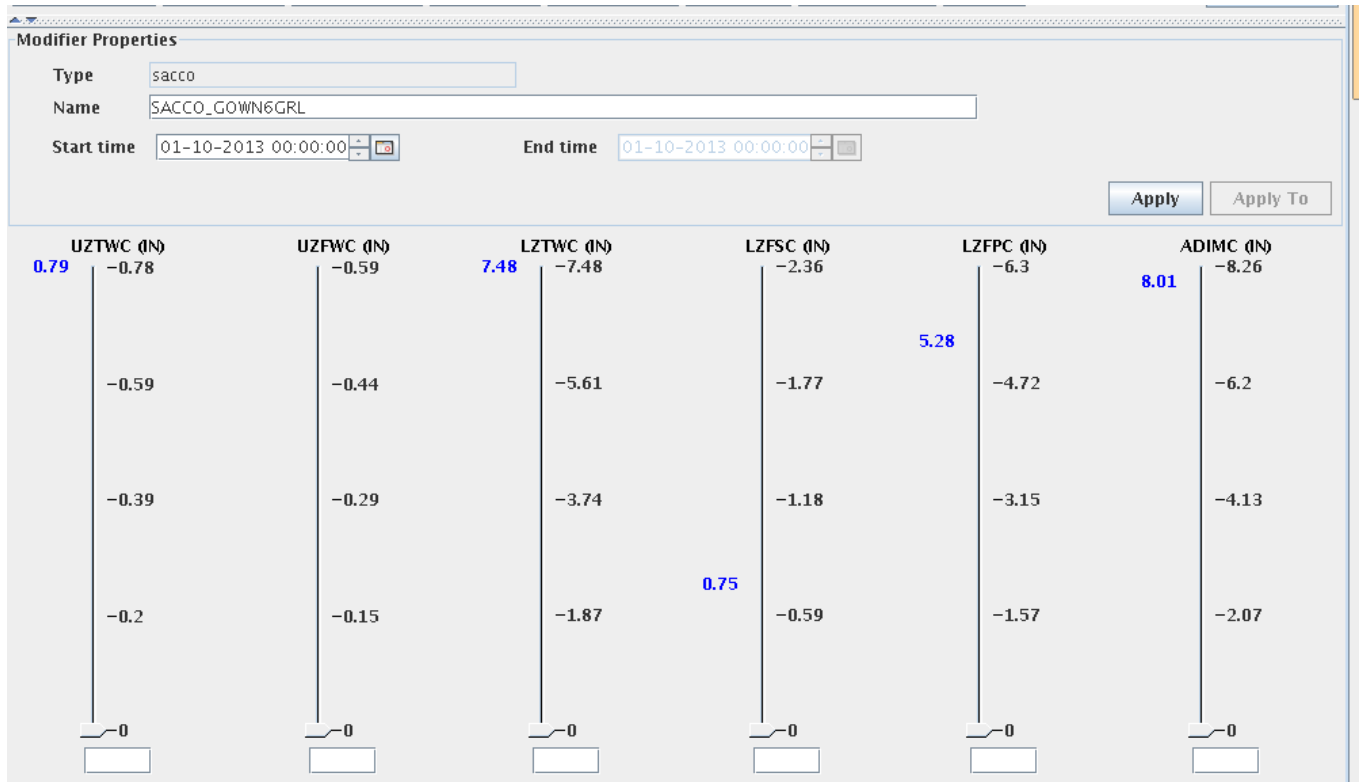 Modifier Properties
Type sacco
Name SACCO_GOWN6GRL
Start time 01-10-2013 00:00:00 End time 01-10-2013 00:00:00
Apply Apply To
UZTWC (IN) UZFWC (IN) LZTWC (IN) LZFSC (IN) LZFPC (IN) ADIMC (IN)
0.79 -0.78 -0.59 7.48 -7.48 -2.36 -6.3 -8.26
8.01
5.28
-0.59 -0.44 -5.61 -1.77 -4.72 -6.2
-0.39 -0.29 -3.74 -1.18 -3.15 -4.13
0.75
-0.2 -0.15 -1.87 -0.59 -1.57 -2.07
-0 -0 -0 -0 -0 -0